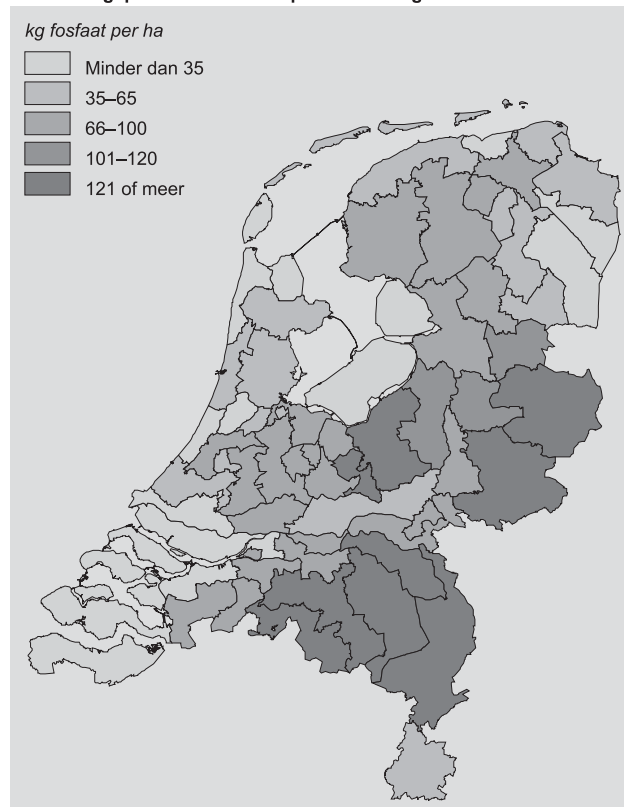 kg fosfaat per ha
Minder dan 35
35–65
66–100
101–120
121 of meer